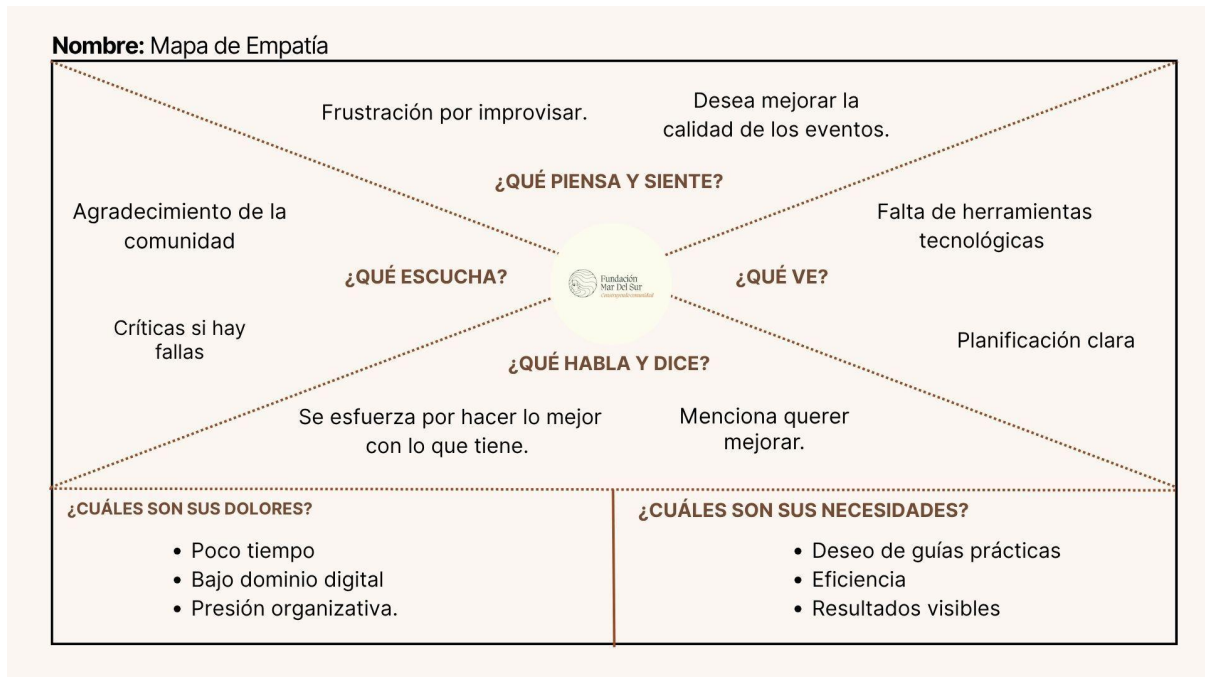 Nombre: Mapa de Empatía
Frustración por improvisar.
Desea mejorar la
calidad de los eventos.
¿QUÉ PIENSA Y SIENTE?
Agradecimiento de la
comunidad
Falta de herramientas
tecnológicas
¿QUÉ ESCUCHA?
Fundación
Mar Del Sur
Construyendo comunidad
¿QUÉ VE?
Críticas si hay
fallas
Planificación clara
¿QUÉ HABLA Y DICE?
Se esfuerza por hacer lo mejor
con lo que tiene.
Menciona querer
mejorar.
¿CUÁLES SON SUS DOLORES?
• Poco tiempo
• Bajo dominio digital
• Presión organizativa.
¿CUÁLES SON SUS NECESIDADES?
• Deseo de guías prácticas
• Eficiencia
• Resultados visibles